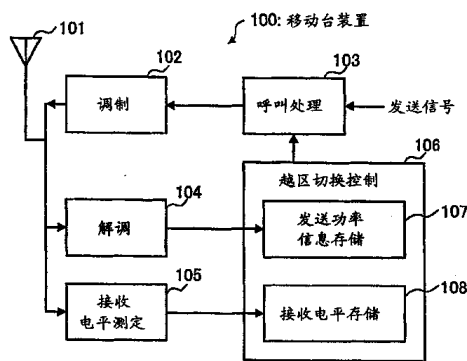 100: 移动台装置
101
102
调制
103
呼叫处理
发送信号
106
越区切换控制
104
解调
107
发送功率
信息存储
105
接收
电平测定
108
接收电平存储